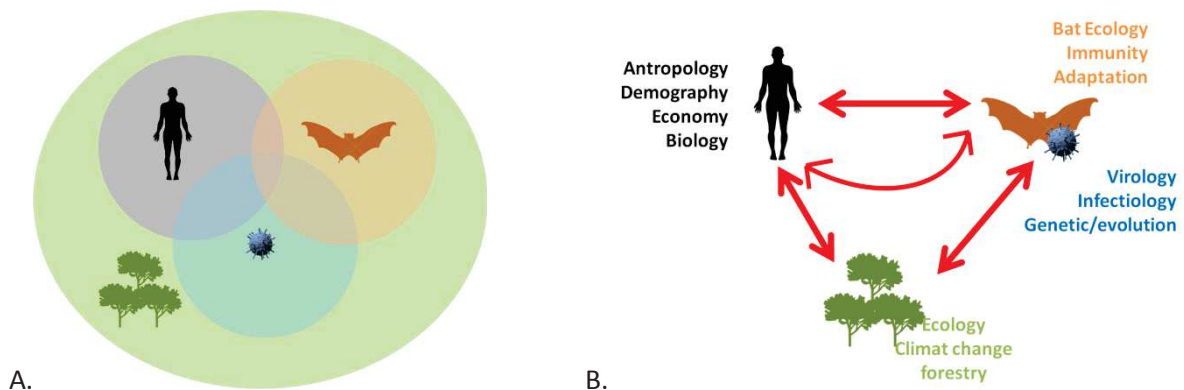 Antropology
Demography
Economy
Biology
Bat Ecology
Immunity
Adaptation
Virology
Infectiology
Genetic/evolution
Ecology
Climat change
forestry
A.
B.